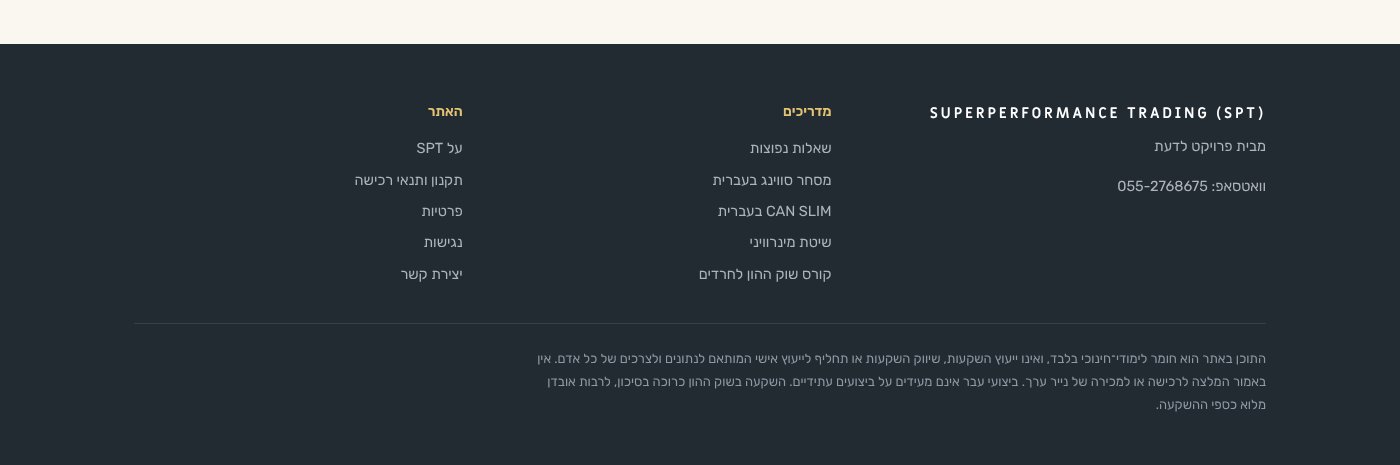 SUPERPERFORMANCE TRADING (SPT)
מבית פרויקט לדעת
וואטסאפ: 055-2768675
מדריכים
שאלות נפוצות
מסחר סווינג בעברית
CAN SLIM בעברית
שיטת מינרוויני
קורס שוק ההון לחרדים
האתר
על SPT
תקנון ותנאי רכישה
פרטיות
נגישות
יצירת קשר
התוכן באתר הוא חומר לימודי־חינוכי בלבד, ואינו ייעוץ השקעות, שיווק השקעות או תחליף לייעוץ אישי המותאם לנתונים ולצרכים של כל אדם. אין
באמור המלצה לרכישה או למכירה של נייר ערך. ביצועי עבר אינם מעידים על ביצועים עתידיים. השקעה בשוק ההון כרוכה בסיכון, לרבות אובדן
מלוא כספי ההשקעה.